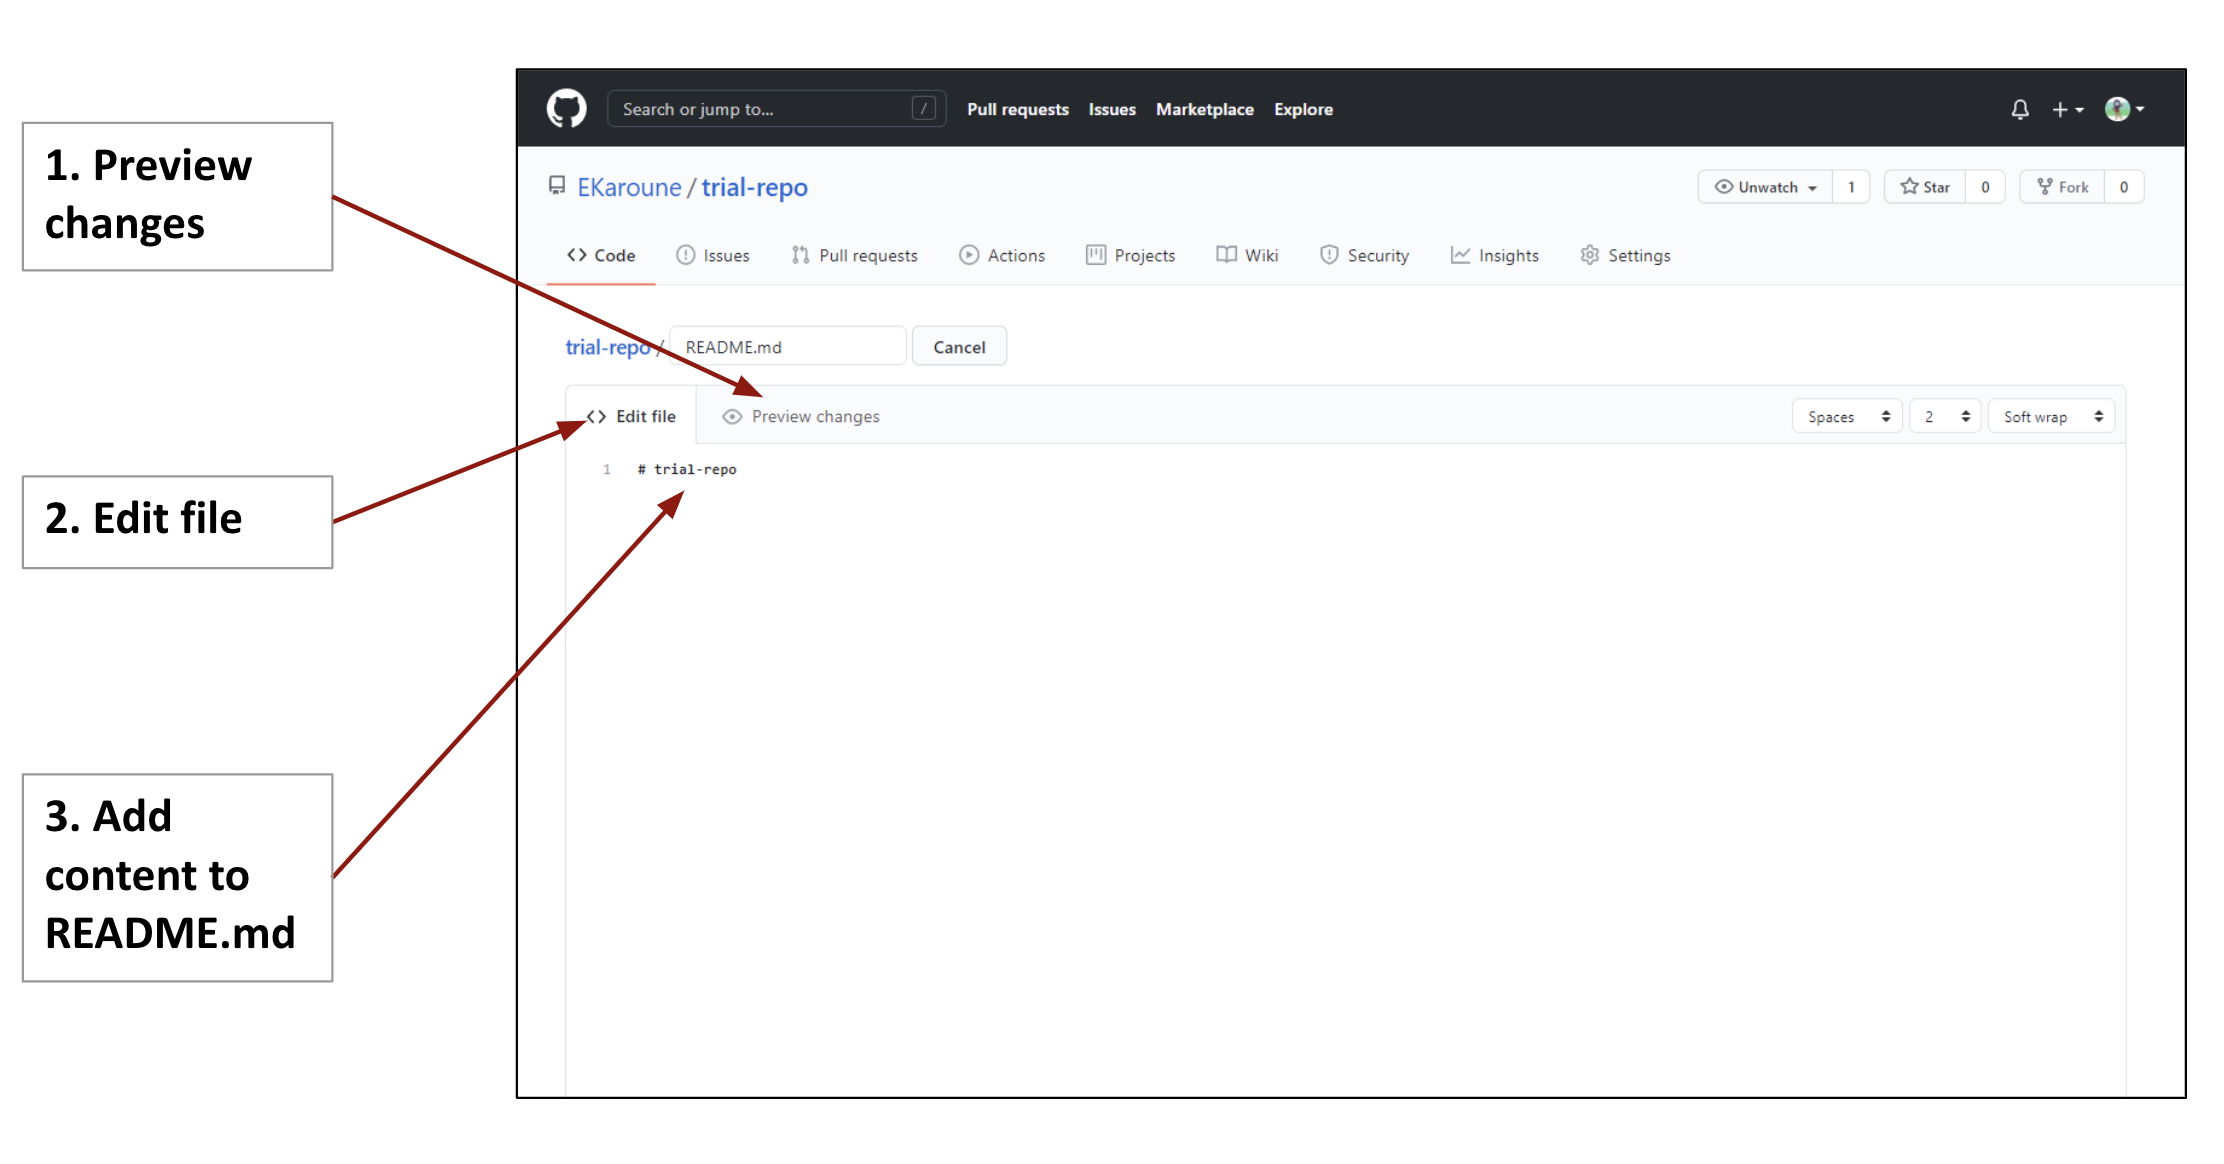 Search or jump to... / Pull requests Issues Marketplace Explore
1. Preview
changes
EKaroune / trial-repo Unwatch 1 Star 0 Fork 0
<> Code Issues Pull requests Actions Projects Wiki Security Insights Settings
trial-repo / README.md Cancel
<> Edit file Preview changes Spaces 2 Soft wrap
1 # trial-repo
2. Edit file
3. Add
content to
README.md